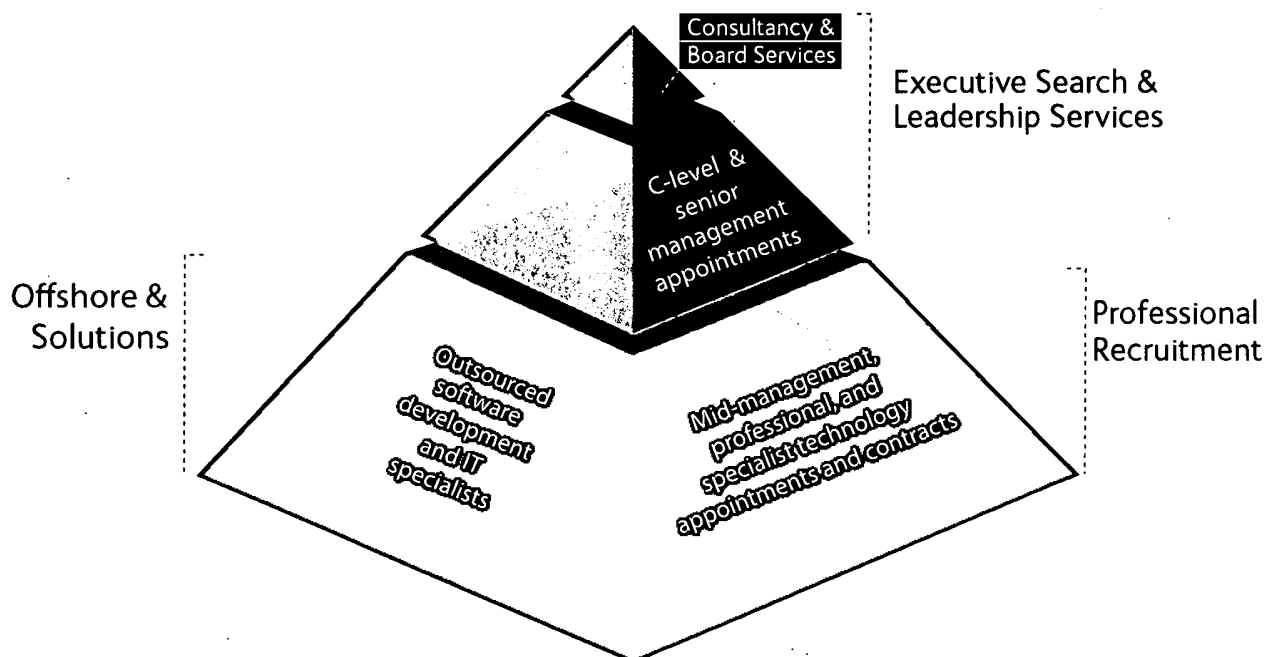 Consultancy &
Board Services
Executive Search &
Leadership Services
C-level &
senior
management
appointments
Offshore &
Solutions
Professional
Recruitment
Outsourced
software
development
and IT
specialists
Mid-management,
professional, and
specialist technology
appointments and contracts